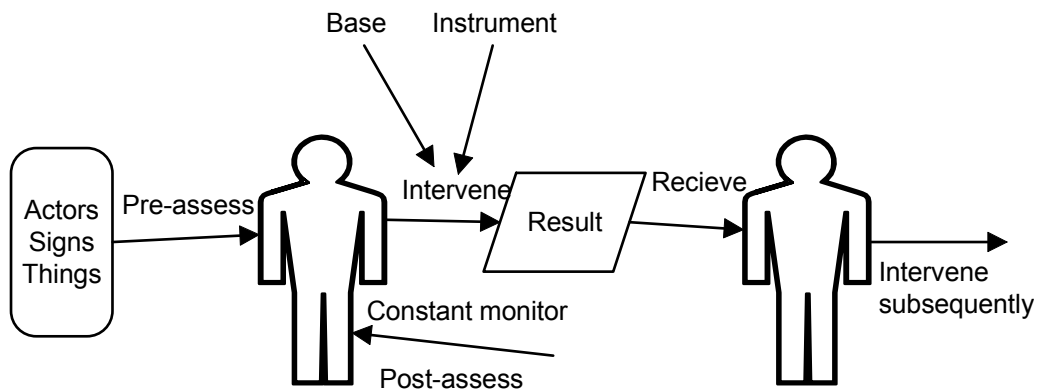 Base
Instrument
Actors
Signs
Things
Pre-assess
Intervene
Result
Recieve
Intervene
subsequently
Constant monitor
Post-assess